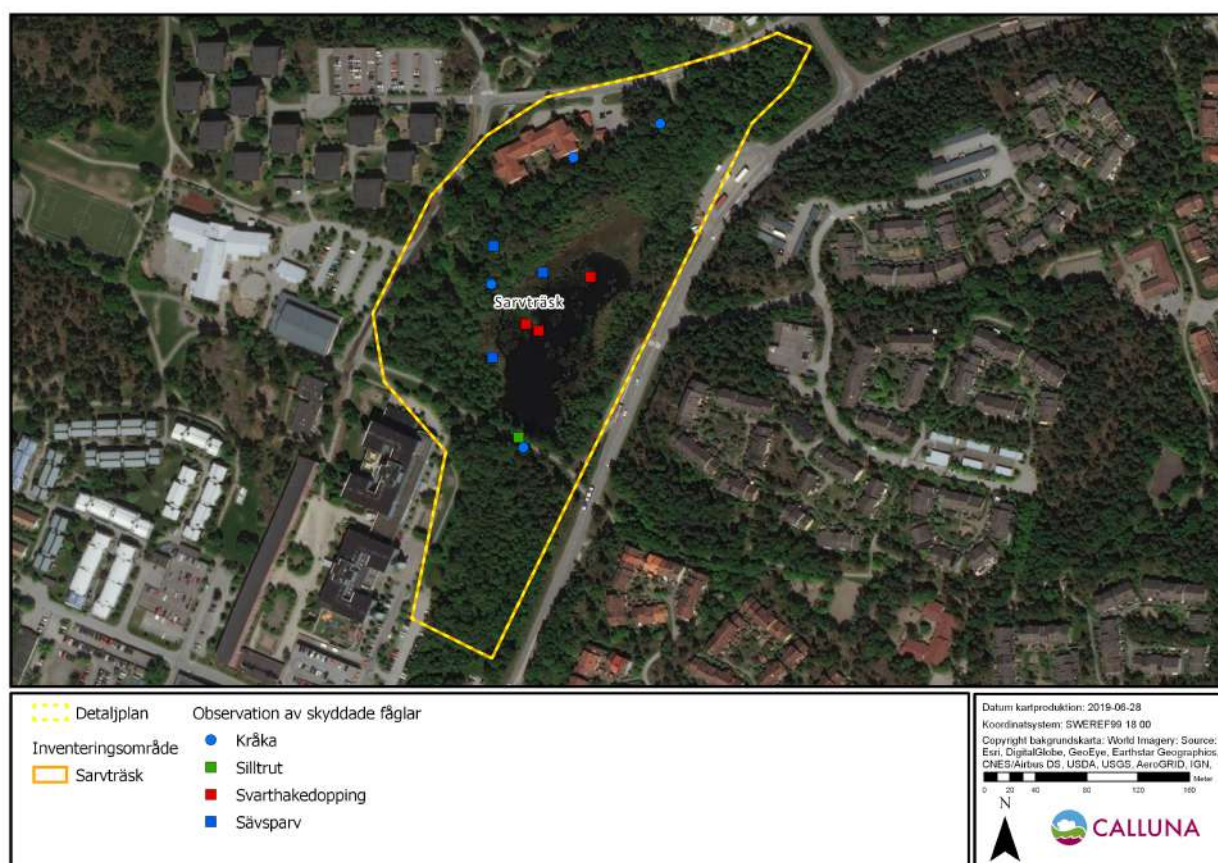 Sarvträsk
Detaljplan
Inventeringsområde
Sarvträsk
Observation av skyddade fåglar
Kråka
Silltrut
Svarthakedopping
Sävsparv
Datum kartproduktion: 2019-06-28
Koordinatsystem: SWEREF99 18 00
Copyright bakgrundskarta: World Imagery: Source:
Esri, DigitalGlobe, GeoEye, Earthstar Geographics,
CNES/Airbus DS, USDA, USGS, AeroGRID, IGN,
Meter
0 20 40 80 120 160
N
CALLUNA